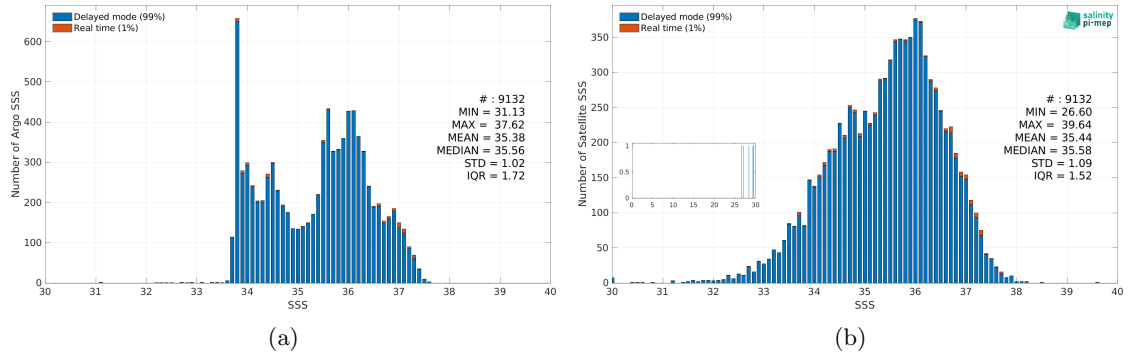 Delayed mode (99%)
Real time (1%)
600
500
400
300
200
100
0
Number of Argo SSS
# : 9132
MIN = 31.13
MAX = 37.62
MEAN = 35.38
MEDIAN = 35.56
STD = 1.02
IQR = 1.72
30 31 32 33 34 35 36 37 38 39 40
SSS
(a)
Delayed mode (99%)
Real time (1%)
salinity
pi-mep
350
300
250
200
150
100
50
0
Number of Satellite SSS
# : 9132
MIN = 26.60
MAX = 39.64
MEAN = 35.44
MEDIAN = 35.58
STD = 1.09
IQR = 1.52
1
0.5
0
0 5 10 15 20 25 30
30 31 32 33 34 35 36 37 38 39 40
SSS
(b)